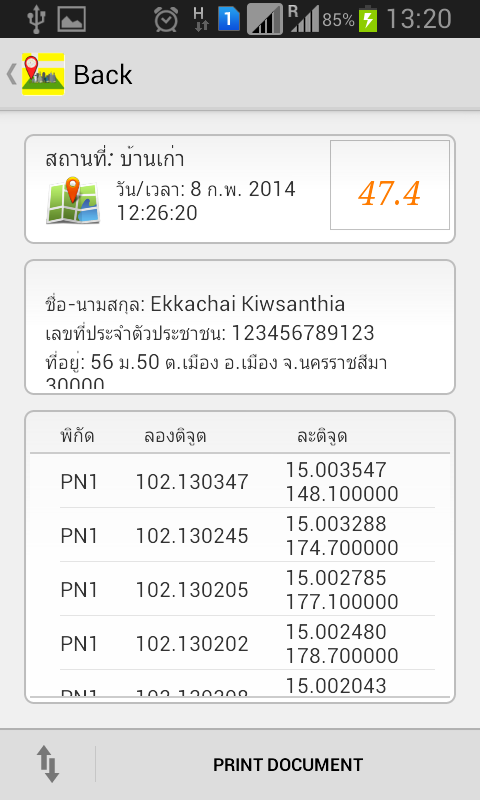 H
1
R
85%
13:20
Back
สถานที่: บ้านเก่า
วัน/เวลา: 8 ก.พ. 2014
12:26:20
47.4
ชื่อ-นามสกุล: Ekkachai Kiwsanthia
เลขที่ประจำตัวประชาชน: 123456789123
ที่อยู่: 56 ม.50 ต.เมือง อ.เมือง จ.นครราชสีมา
30000
พิกัด ลองติจูต ละติจูด
PN1 102.130347 15.003547
148.100000
PN1 102.130245 15.003288
174.700000
PN1 102.130205 15.002785
177.100000
PN1 102.130202 15.002480
178.700000
PN1 15.002043
PRINT DOCUMENT